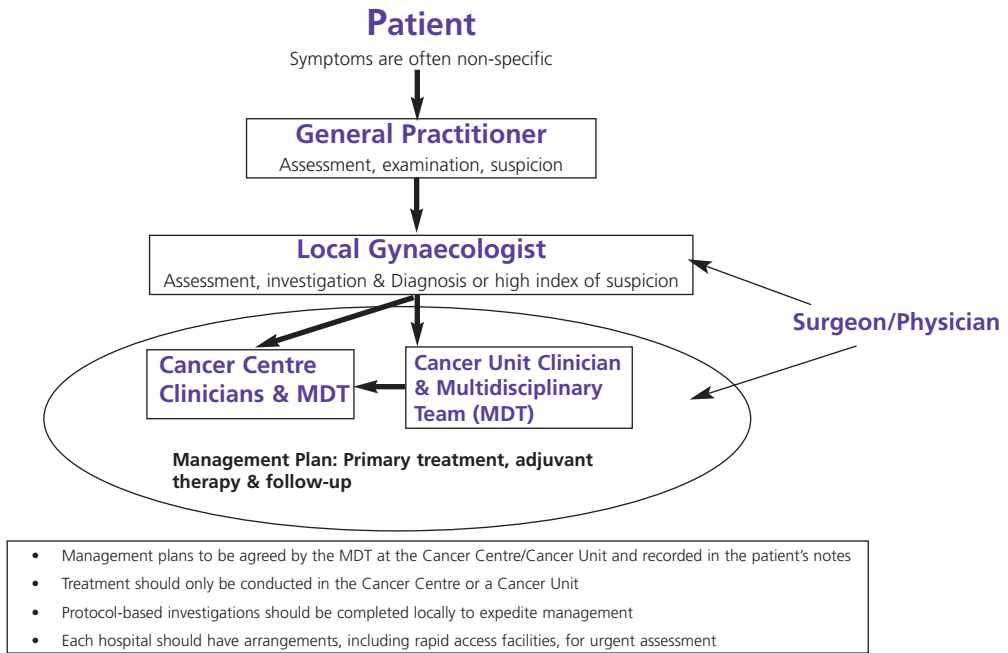 Patient
Symptoms are often non-specific
General Practitioner
Assessment, examination, suspicion
Local Gynaecologist
Assessment, investigation & Diagnosis or high index of suspicion
Surgeon/Physician
Cancer Centre
Clinicians & MDT
Cancer Unit Clinician
& Multidisciplinary
Team (MDT)
Management Plan: Primary treatment, adjuvant
therapy & follow-up
• Management plans to be agreed by the MDT at the Cancer Centre/Cancer Unit and recorded in the patient’s notes
• Treatment should only be conducted in the Cancer Centre or a Cancer Unit
• Protocol-based investigations should be completed locally to expedite management
• Each hospital should have arrangements, including rapid access facilities, for urgent assessment